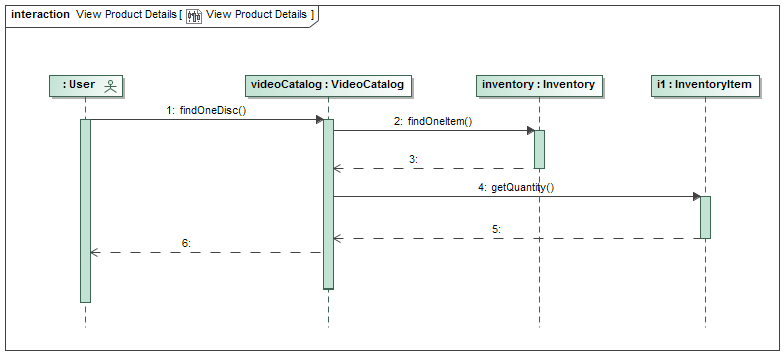 interaction View Product Details [ View Product Details ]
: User
videoCatalog : VideoCatalog
inventory : Inventory
i1 : InventoryItem
1: findOneDisc()
2: findOneItem()
3:
4: getQuantity()
5:
6: